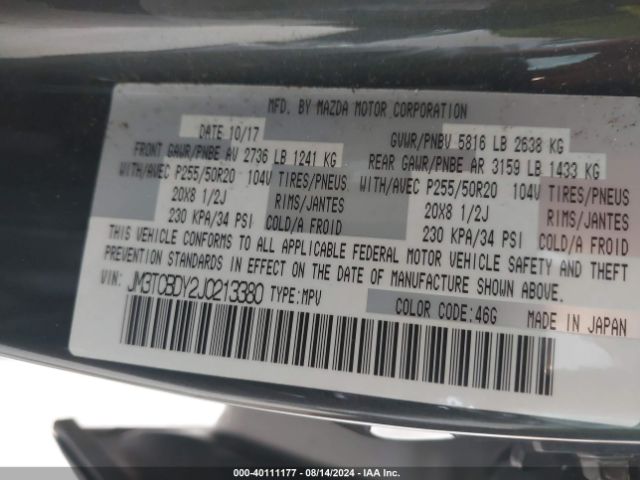 MFD. BY MAZDA MOTOR CORPORATION
DATE 10/17 GVWR/PNBV 5816 LB 2638 KG
FRONT GAWR/PNBE AV 2736 LB 1241 KG REAR GAWR/PNBE AR 3159 LB 1433 KG
WITH/AVEC P255/50R20 104V TIRES/PNEUS WITH/AVEC P255/50R20 104V TIRES/PNEUS
20X8 1/2J RIMS/JANTES 20X8 1/2J RIMS/JANTES
230 KPA/34 PSI COLD/A FROID 230 KPA/34 PSI COLD/A FROID
THIS VEHICLE CONFORMS TO ALL APPLICABLE FEDERAL MOTOR VEHICLE SAFETY AND THEFT
PREVENTION STANDARDS IN EFFECT ON THE DATE OF MANUFACTURE SHOWN ABOVE.
VIN: JM3TCBDY2J0213380 TYPE:MPV
COLOR CODE:46G MADE IN JAPAN
000-40111177 - 08/14/2024 - IAA Inc.